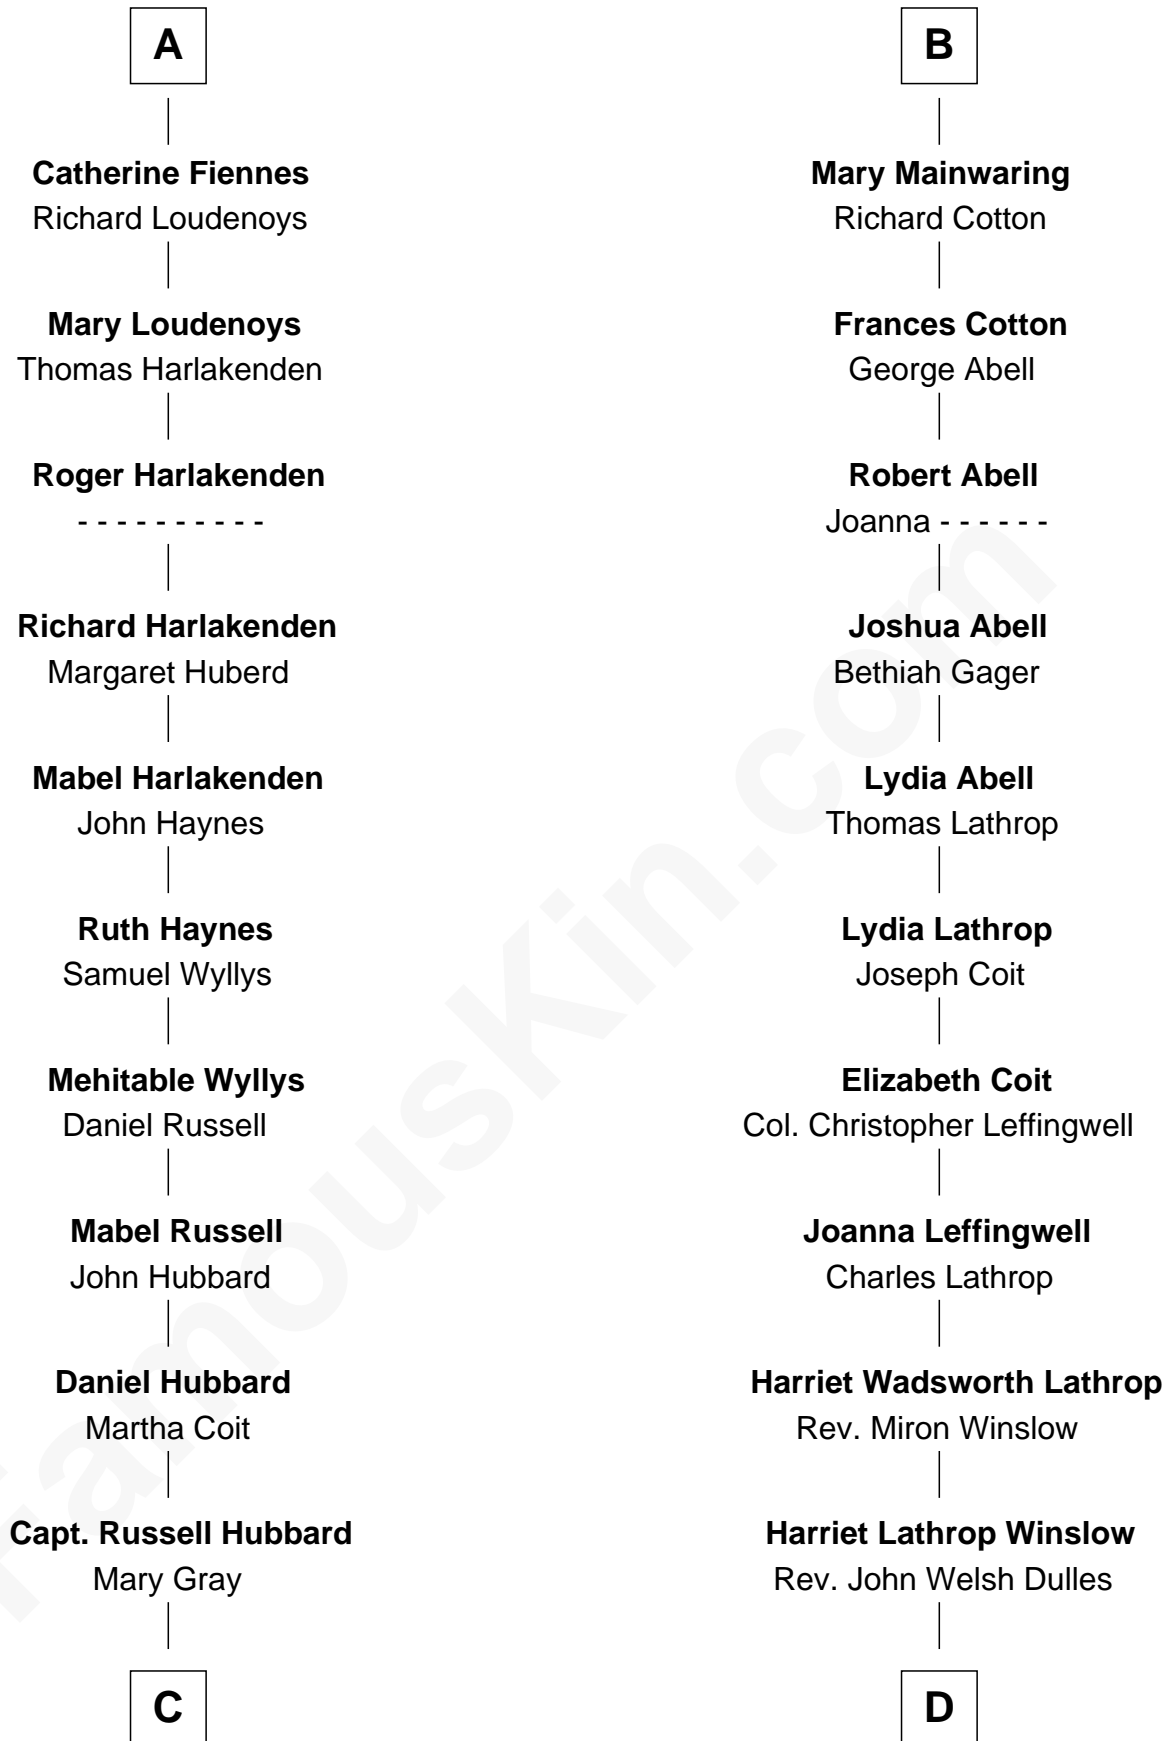 A
Catherine Fiennes
Richard Loudenoys
Mary Loudenoys
Thomas Harlakenden
Roger Harlakenden
- - - - - - - - - -
Richard Harlakenden
Margaret Huberd
Mabel Harlakenden
John Haynes
Ruth Haynes
Samuel Wyllys
Mehitable Wyllys
Daniel Russell
Mabel Russell
John Hubbard
Daniel Hubbard
Martha Coit
Capt. Russell Hubbard
Mary Gray
C
B
Mary Mainwaring
Richard Cotton
Frances Cotton
George Abell
Robert Abell
Joanna - - - - - -
Joshua Abell
Bethiah Gager
Lydia Abell
Thomas Lathrop
Lydia Lathrop
Joseph Coit
Elizabeth Coit
Col. Christopher Leffingwell
Joanna Leffingwell
Charles Lathrop
Harriet Wadsworth Lathrop
Rev. Miron Winslow
Harriet Lathrop Winslow
Rev. John Welsh Dulles
D
FamousKin.com